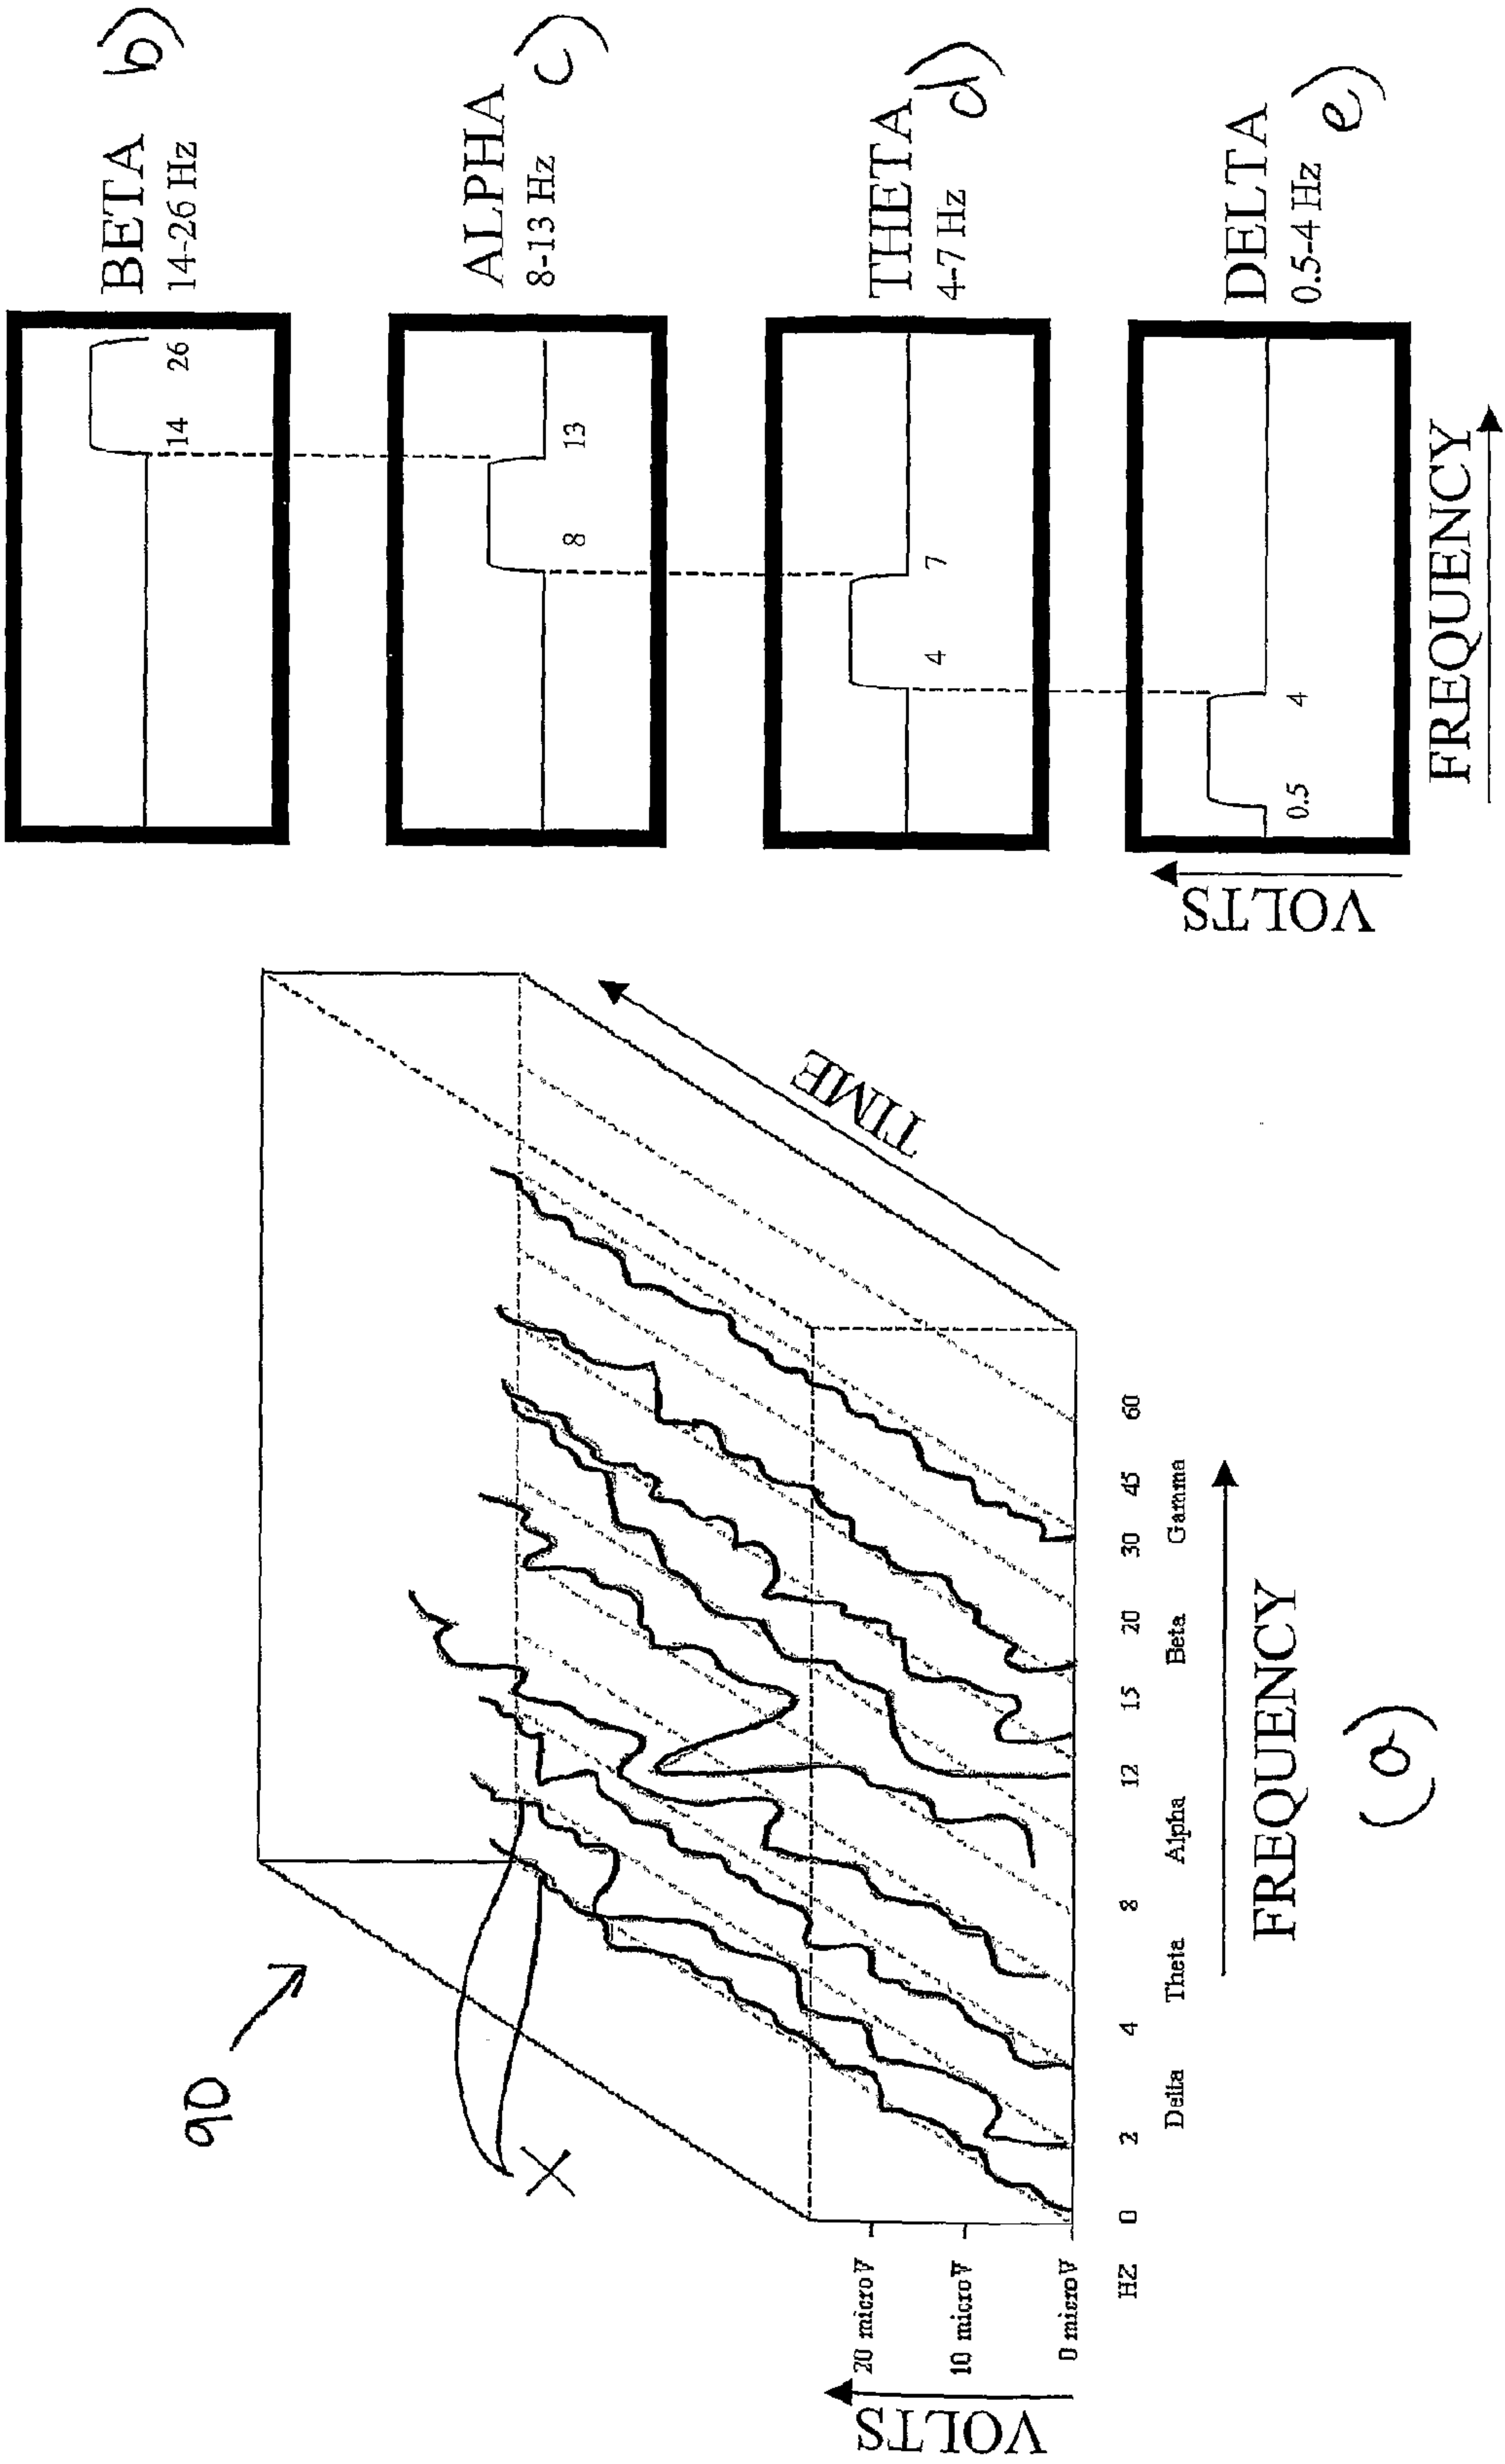 90
X
VOLTS
20 microV
10 microV
0 microV
HZ 0 2 4 8 12 15 20 30 45 60
Delta Theta Alpha Beta Gamma
FREQUENCY
TIME
(a)
BETA b)
14-26 Hz
14 26
ALPHA c)
8-13 Hz
8 13
THETA d)
4-7 Hz
4 7
DELTA e)
0.5-4 Hz
0.5 4
VOLTS
FREQUENCY